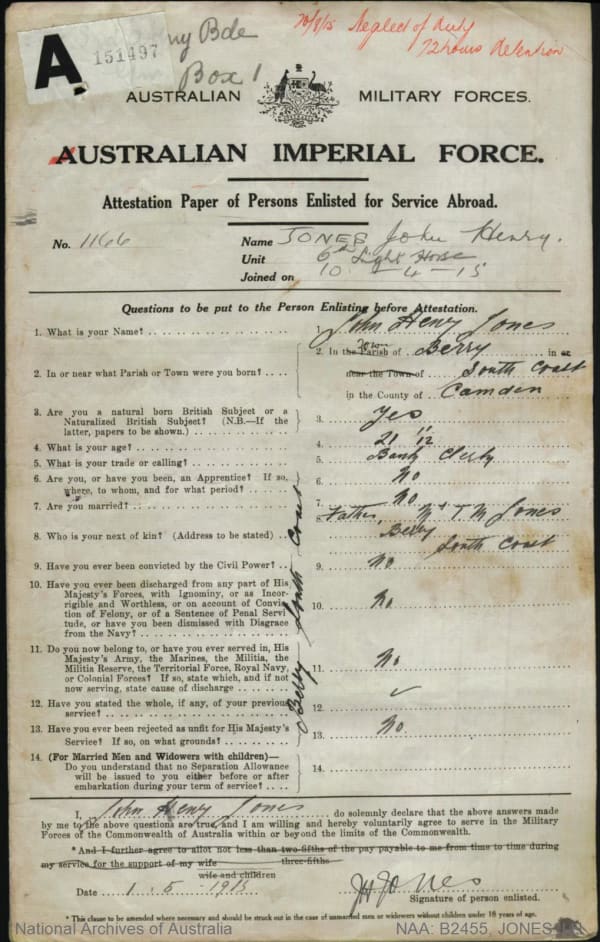 A
151497
ny Bde
Box 1
Neglect of duty
72 hours detention
AUSTRALIAN MILITARY FORCES.
AUSTRALIAN IMPERIAL FORCE.
Attestation Paper of Persons Enlisted for Service Abroad.
No. 1166 Name JONES John Henry.
Unit 6th Light Horse
Joined on 10-4-15
Questions to be put to the Person Enlisting before Attestation.
1. What is your Name? 1. John Henry Jones
2. In or near what Parish or Town were you born? 2. In the Parish of Town Berry in or
near the Town of South Coast
in the County of Camden
3. Are you a natural born British Subject or a
Naturalized British Subject? (N.B.—If the
latter, papers to be shown.) 3. Yes
4. What is your age? 4. 21 11/12
5. What is your trade or calling? 5. Bank Clerk
6. Are you, or have you been, an Apprentice? If so,
where, to whom, and for what period? 6. No
7. Are you married? 7. No
8. Who is your next of kin? (Address to be stated) 8. Father, Mr T M Jones
Berry
South Coast
Berry South Coast
9. Have you ever been convicted by the Civil Power? 9. No
10. Have you ever been discharged from any part of His
Majesty's Forces, with Ignominy, or as Incor-
rigible and Worthless, or on account of Convic-
tion of Felony, or of a Sentence of Penal Servi-
tude, or have you been Dismissed with Disgrace
from the Navy? 10. No
11. Do you now belong to, or have you ever served in, His
Majesty's Army, the Marines, the Militia, the
Militia Reserve, the Territorial Force, Royal Navy,
or Colonial Forces? If so, state which, and if not
now serving, state cause of discharge 11. No
12. Have you stated the whole, if any, of your previous
service? 12. ✓
13. Have you ever been rejected as unfit for His Majesty's
Service? If so, on what grounds? 13. No
14. (For Married Men and Widowers with children)—
Do you understand that no Separation Allowance
will be issued to you either before or after
embarkation during your term of service? 14.
I, John Henry Jones do solemnly declare that the above answers made
by me to the above questions are true, and I am willing and hereby voluntarily agree to serve in the Military
Forces of the Commonwealth of Australia within or beyond the limits of the Commonwealth.
*And I further agree to allot not less than two-fifths of the pay payable to me from time to time during
my service for the support of my wife three-fifths
wife and children
Date 1.5.1915 JH Jones
Signature of person enlisted.
* This clause to be amended where necessary and should be struck out in the case of unmarried men or widowers without children under 18 years of age.
National Archives of Australia NAA: B2455, JONES J H